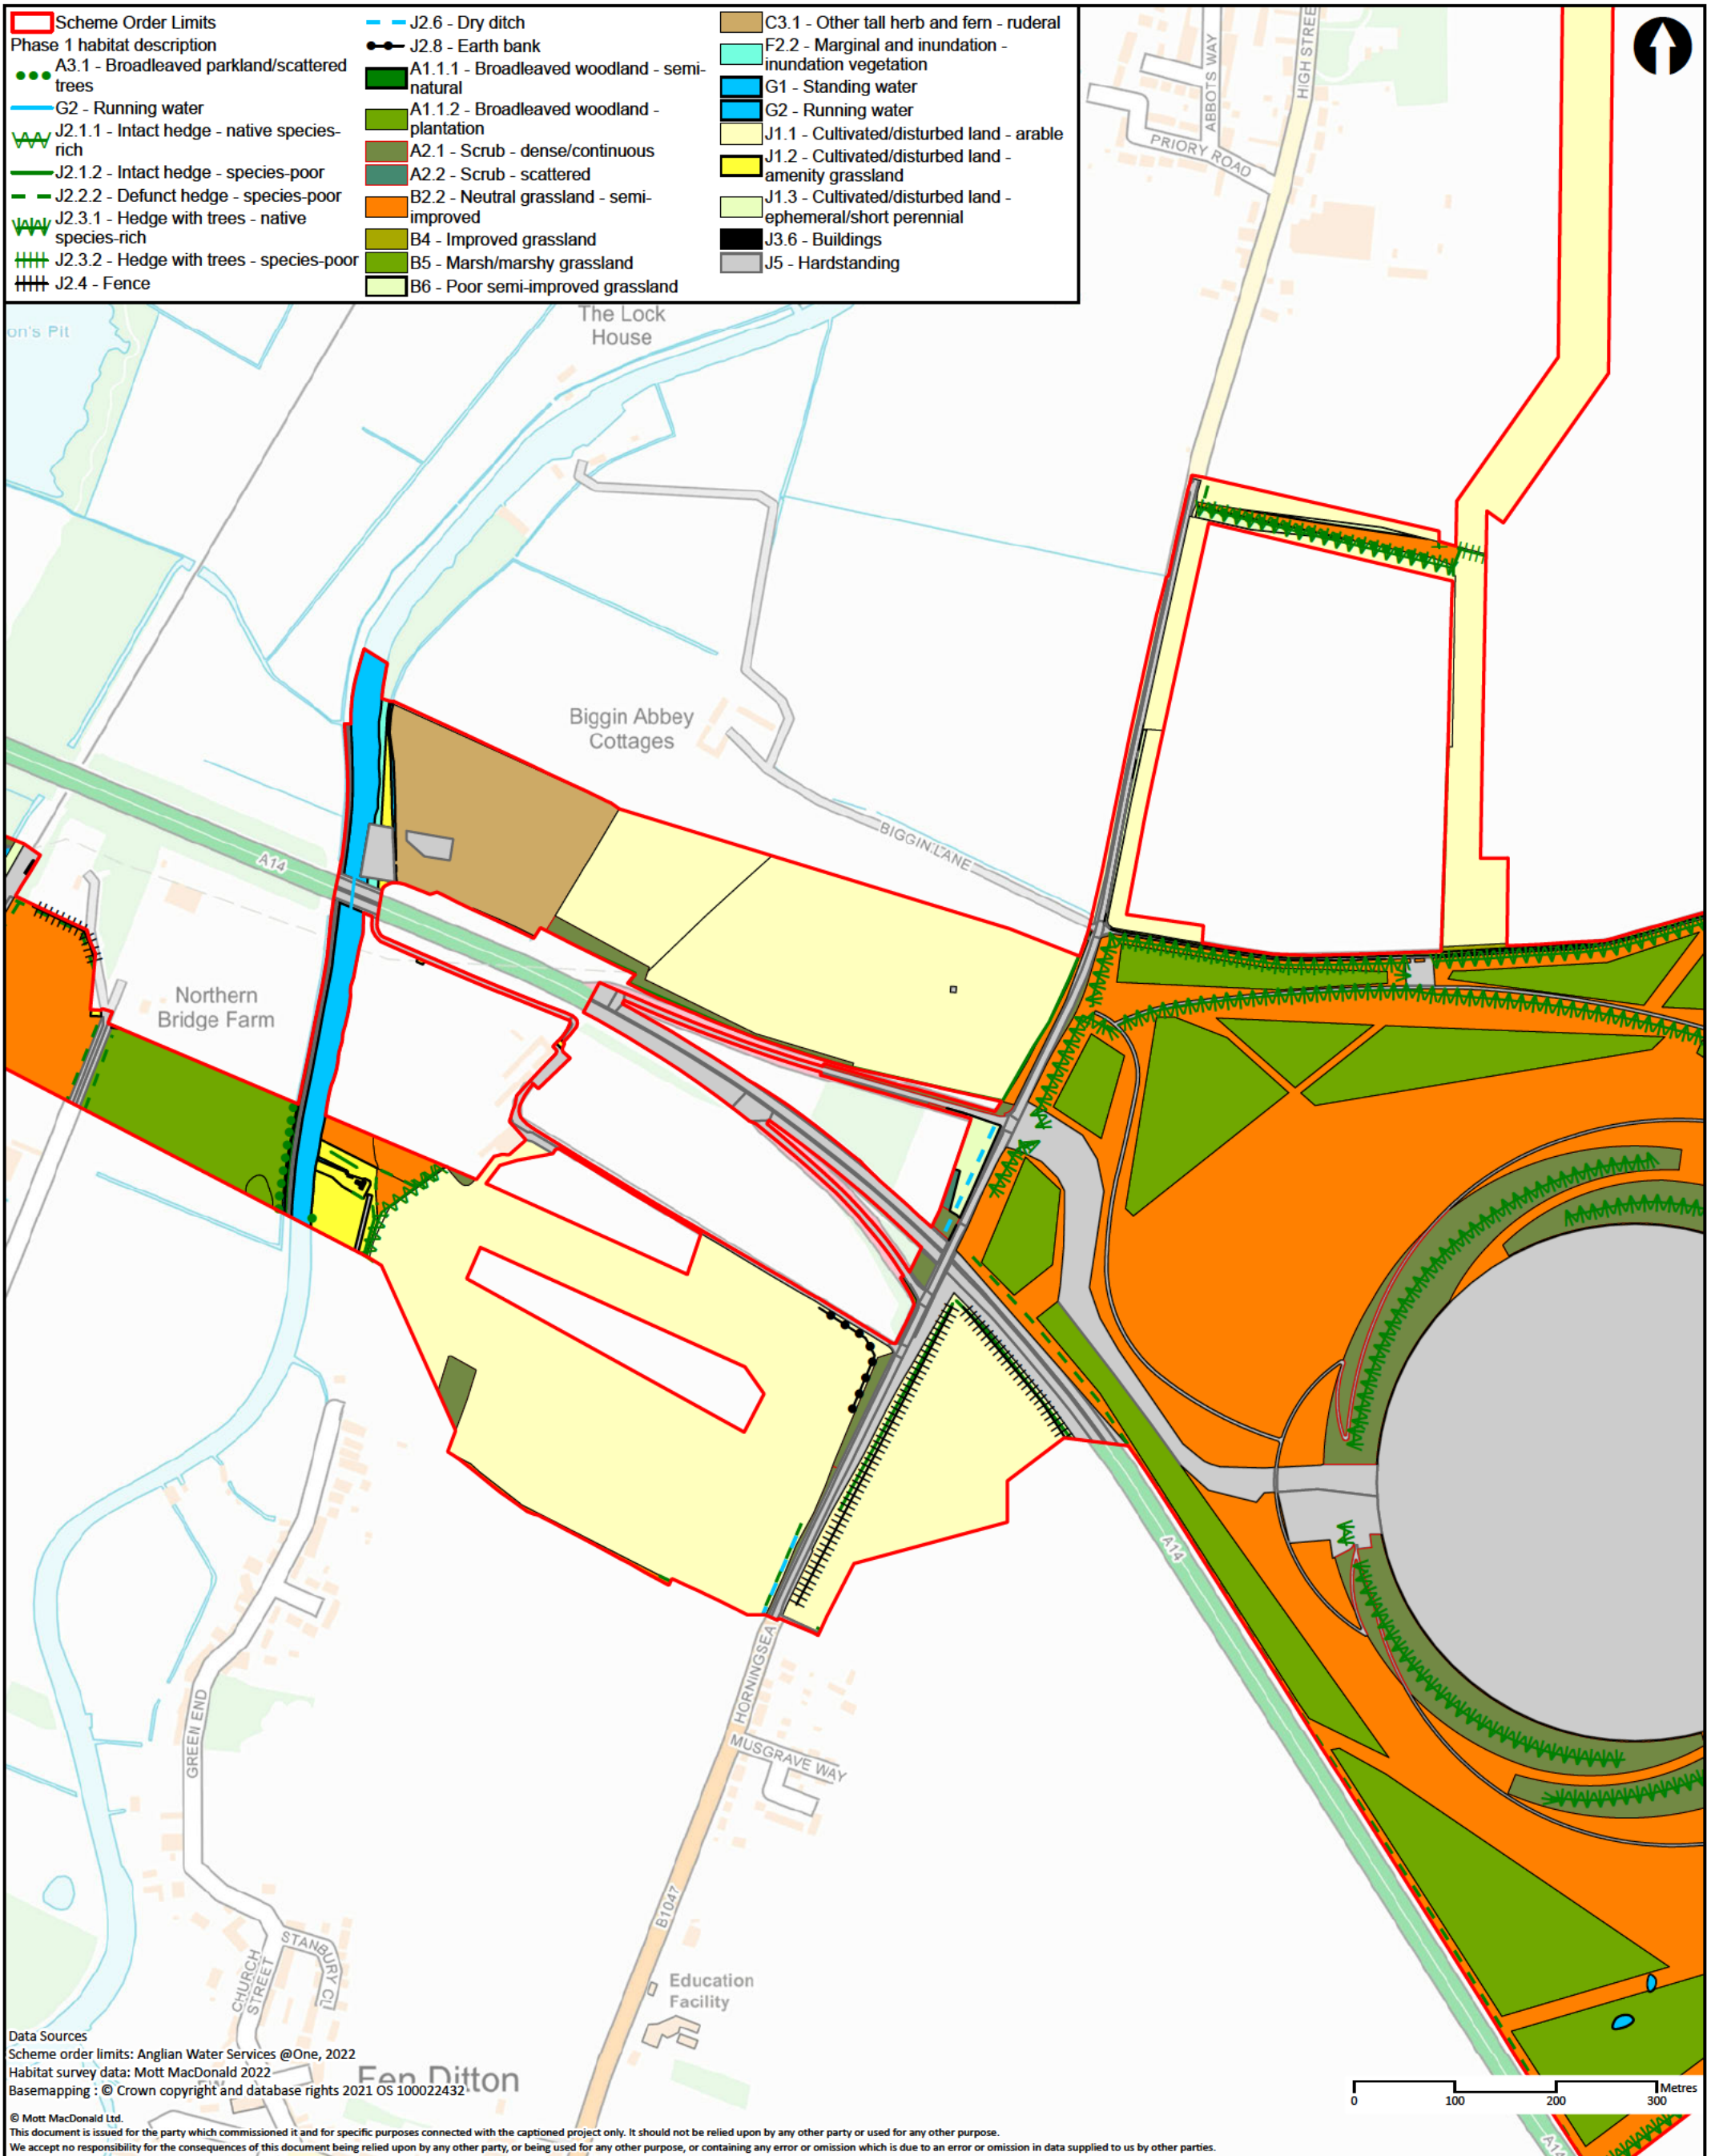 Scheme Order Limits
Phase 1 habitat description
A3.1 - Broadleaved parkland/scattered
trees
G2 - Running water
J2.1.1 - Intact hedge - native species-
rich
J2.1.2 - Intact hedge - species-poor
J2.2.2 - Defunct hedge - species-poor
J2.3.1 - Hedge with trees - native
species-rich
J2.3.2 - Hedge with trees - species-poor
J2.4 - Fence
J2.6 - Dry ditch
J2.8 - Earth bank
A1.1.1 - Broadleaved woodland - semi-
natural
A1.1.2 - Broadleaved woodland -
plantation
A2.1 - Scrub - dense/continuous
A2.2 - Scrub - scattered
B2.2 - Neutral grassland - semi-
improved
B4 - Improved grassland
B5 - Marsh/marshy grassland
B6 - Poor semi-improved grassland
C3.1 - Other tall herb and fern - ruderal
F2.2 - Marginal and inundation -
inundation vegetation
G1 - Standing water
G2 - Running water
J1.1 - Cultivated/disturbed land - arable
J1.2 - Cultivated/disturbed land -
amenity grassland
J1.3 - Cultivated/disturbed land -
ephemeral/short perennial
J3.6 - Buildings
J5 - Hardstanding
ABBOTS WAY
HIGH STREE
PRIORY ROAD
on's Pit
The Lock
House
Biggin Abbey
Cottages
BIGGIN LANE
A14
Northern
Bridge Farm
A14
HORNINGSEA
MUSGRAVE WAY
GREEN END
B1047
STANBURY CL
CHURCH
STREET
Education
Facility
Fen Ditton
A14
Data Sources
Scheme order limits: Anglian Water Services @One, 2022
Habitat survey data: Mott MacDonald 2022
Basemapping : © Crown copyright and database rights 2021 OS 100022432
0 100 200 300 Metres
© Mott MacDonald Ltd.
This document is issued for the party which commissioned it and for specific purposes connected with the captioned project only. It should not be relied upon by any other party or used for any other purpose.
We accept no responsibility for the consequences of this document being relied upon by any other party, or being used for any other purpose, or containing any error or omission which is due to an error or omission in data supplied to us by other parties.